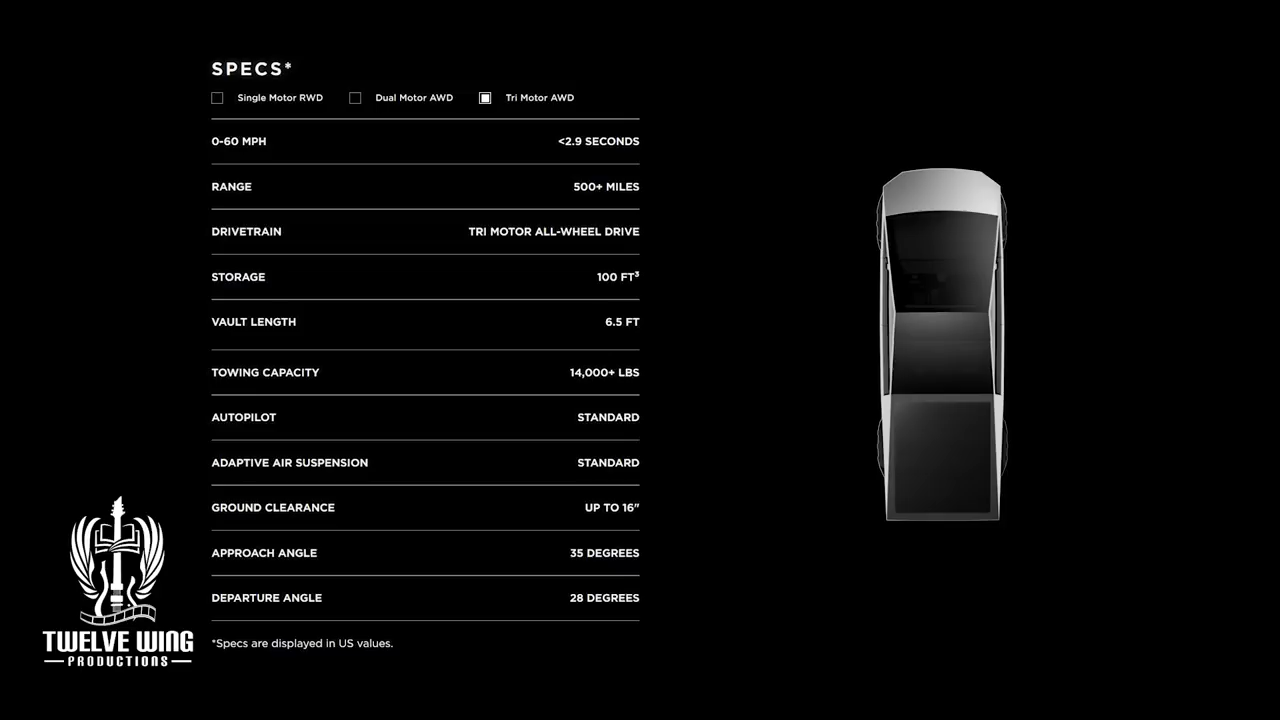 SPECS*
Single Motor RWD Dual Motor AWD Tri Motor AWD
0-60 MPH <2.9 SECONDS
RANGE 500+ MILES
DRIVETRAIN TRI MOTOR ALL-WHEEL DRIVE
STORAGE 100 FT³
VAULT LENGTH 6.5 FT
TOWING CAPACITY 14,000+ LBS
AUTOPILOT STANDARD
ADAPTIVE AIR SUSPENSION STANDARD
GROUND CLEARANCE UP TO 16"
APPROACH ANGLE 35 DEGREES
DEPARTURE ANGLE 28 DEGREES
*Specs are displayed in US values.
TWELVE WING
PRODUCTIONS